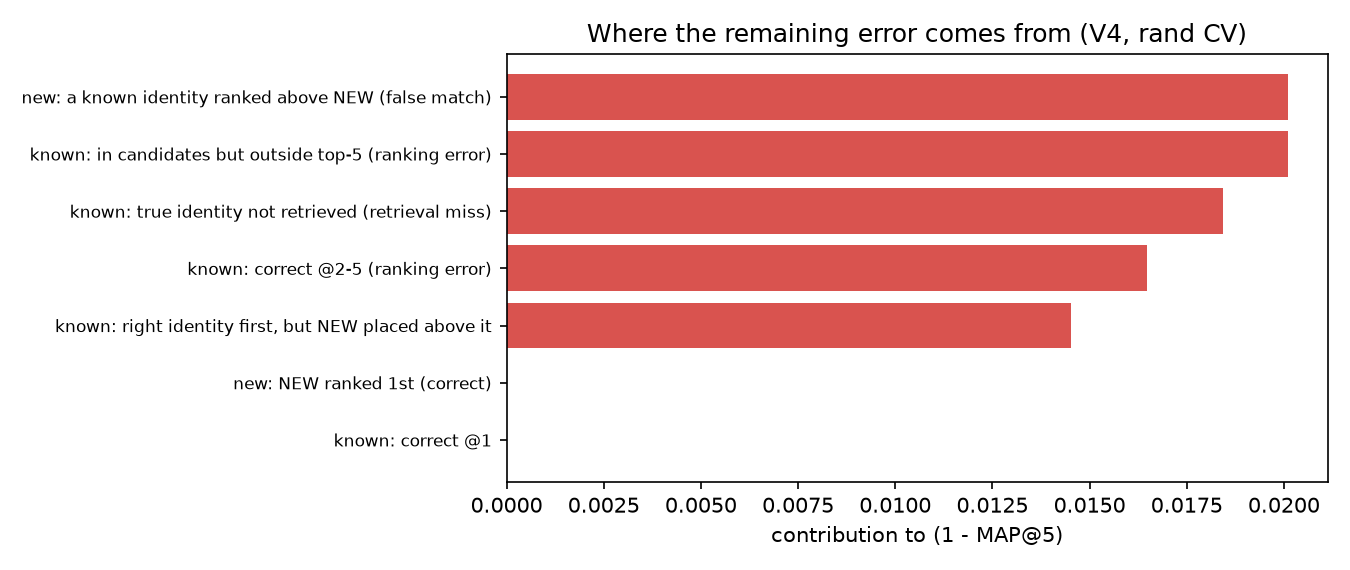 Where the remaining error comes from (V4, rand CV)
new: a known identity ranked above NEW (false match)
known: in candidates but outside top-5 (ranking error)
known: true identity not retrieved (retrieval miss)
known: correct @2-5 (ranking error)
known: right identity first, but NEW placed above it
new: NEW ranked 1st (correct)
known: correct @1
0.0000 0.0025 0.0050 0.0075 0.0100 0.0125 0.0150 0.0175 0.0200
contribution to (1 - MAP@5)